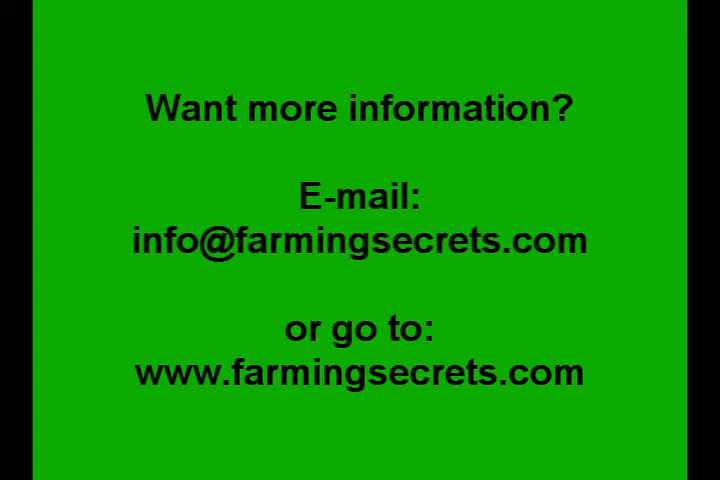 Want more information?
E-mail:
info@farmingsecrets.com
or go to:
www.farmingsecrets.com